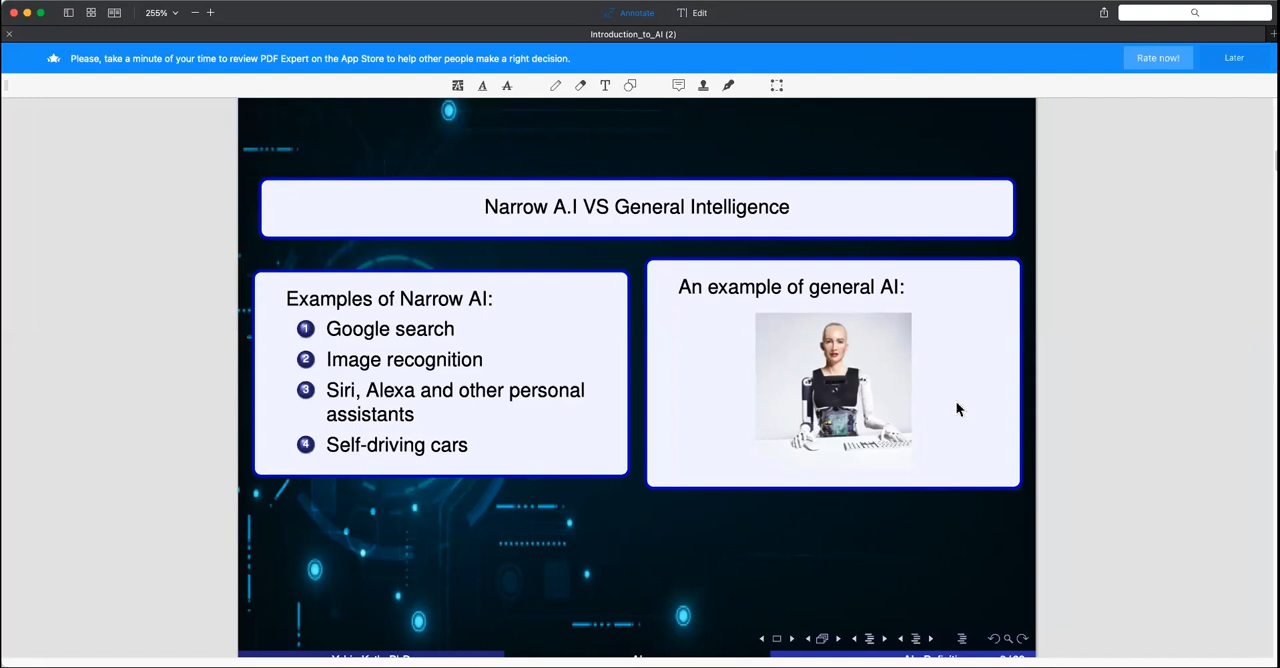 255%
Annotate
Edit
Introduction_to_AI (2)
Please, take a minute of your time to review PDF Expert on the App Store to help other people make a right decision.
Rate now!
Later
Narrow A.I VS General Intelligence
Examples of Narrow AI:
1 Google search
2 Image recognition
3 Siri, Alexa and other personal
assistants
4 Self-driving cars
An example of general AI: